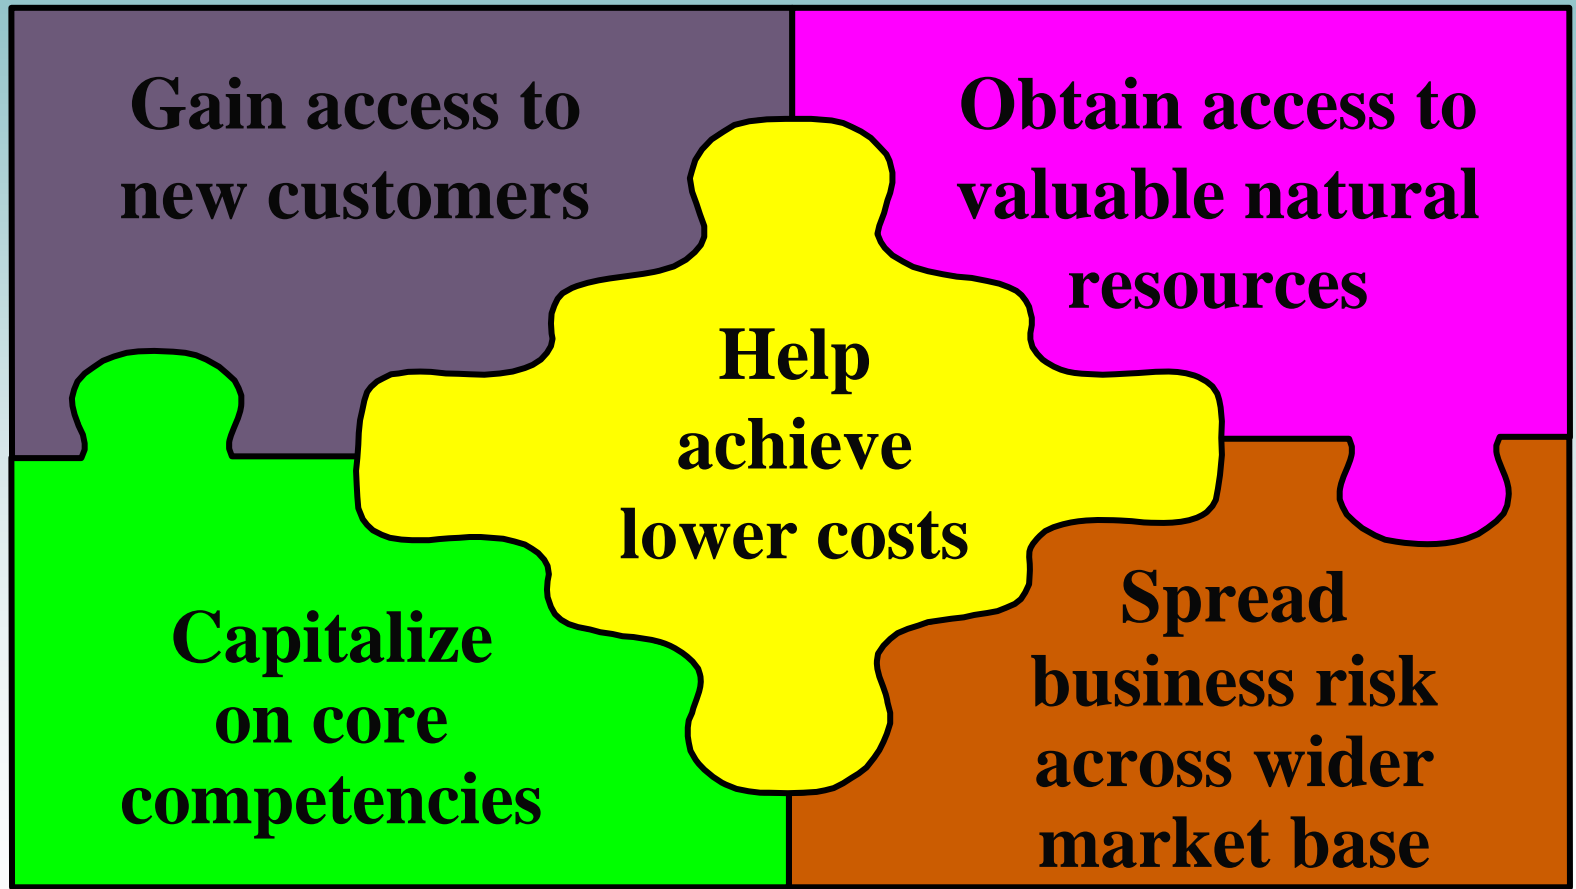 Gain access to
new customers
Obtain access to
valuable natural
resources
Help
achieve
lower costs
Capitalize
on core
competencies
Spread
business risk
across wider
market base